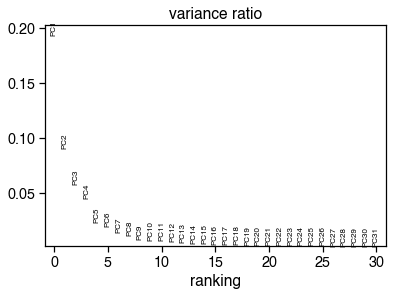 variance ratio
0.20
0.15
0.10
0.05
PC1
PC2
PC3
PC4
PC5
PC6
PC7
PC8
PC9
PC10
PC11
PC12
PC13
PC14
PC15
PC16
PC17
PC18
PC19
PC20
PC21
PC22
PC23
PC24
PC25
PC26
PC27
PC28
PC29
PC30
PC31
0 5 10 15 20 25 30
ranking